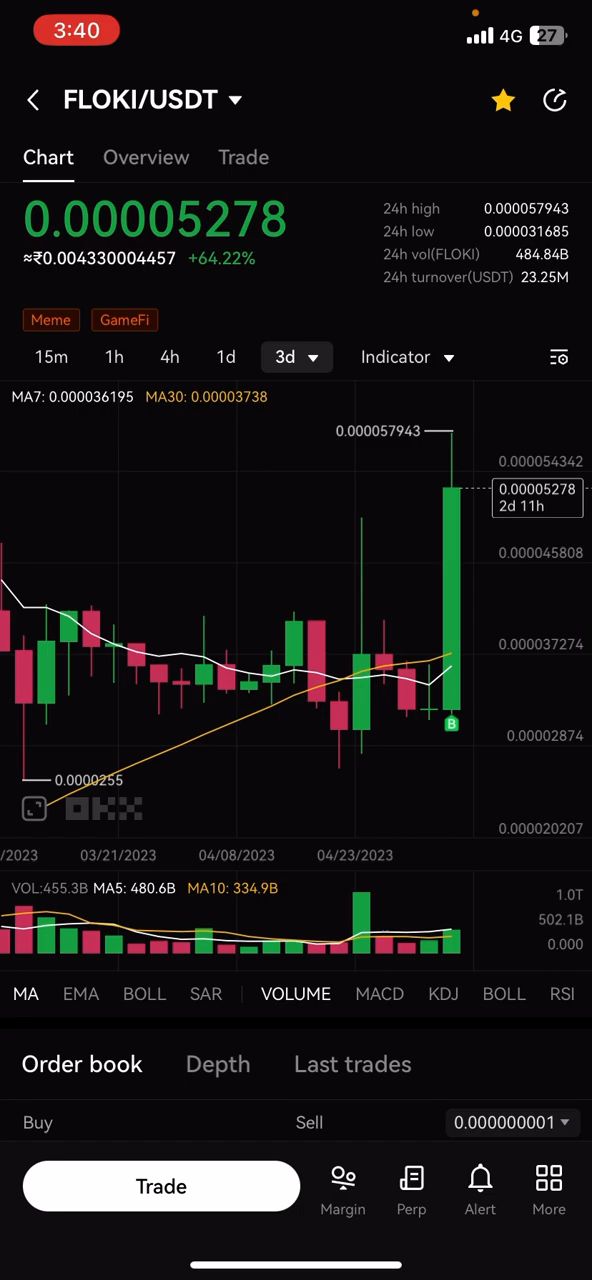 3:40
4G 27
FLOKI/USDT
Chart Overview Trade
0.00005278
≈₹0.004330004457 +64.22%
24h high 0.000057943
24h low 0.000031685
24h vol(FLOKI) 484.84B
24h turnover(USDT) 23.25M
Meme GameFi
15m 1h 4h 1d 3d Indicator
MA7: 0.000036195 MA30: 0.00003738
0.000057943
0.000054342
0.00005278
2d 11h
0.000045808
0.000037274
B
0.00002874
0.0000255
OKX
0.000020207
/2023 03/21/2023 04/08/2023 04/23/2023
VOL:455.3B MA5: 480.6B MA10: 334.9B
1.0T
502.1B
0.000
MA EMA BOLL SAR VOLUME MACD KDJ BOLL RSI
Order book Depth Last trades
Buy Sell 0.000000001
Trade
Margin Perp Alert More